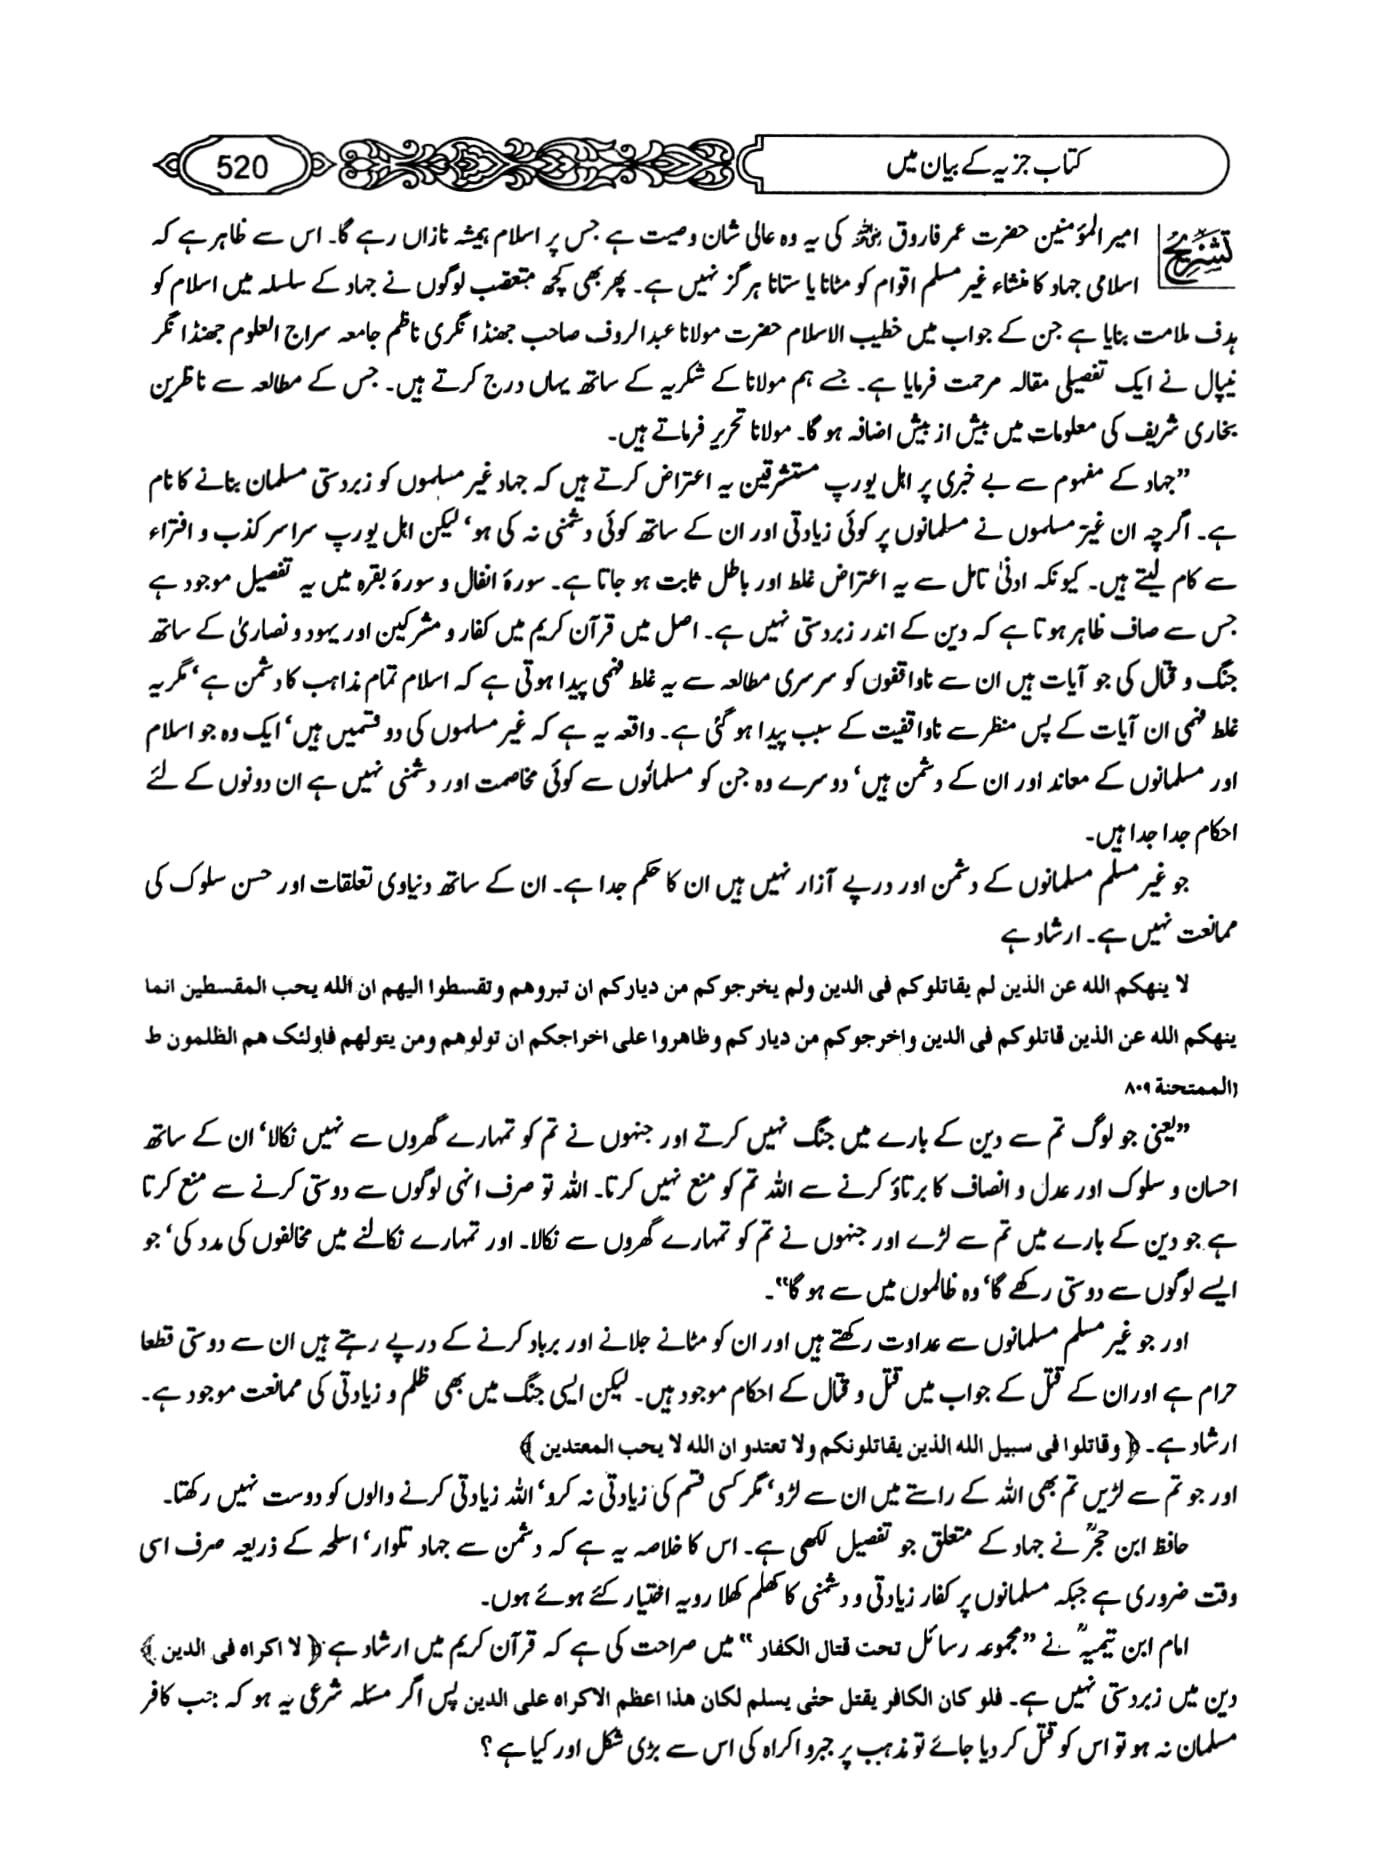 کتاب جزیہ کے بیان میں
520
تشریح
امیر المؤمنین حضرت عمر فاروق رضی اللہ عنہ کی یہ وہ عالی شان وصیت ہے جس پر اسلام ہمیشہ نازاں رہے گا۔ اس سے ظاہر ہے کہ
اسلامی جہاد کا منشاء غیر مسلم اقوام کو مٹانا یا ستانا ہرگز نہیں ہے۔ پھر بھی کچھ متعصب لوگوں نے جہاد کے سلسلہ میں اسلام کو
ہدف ملامت بنایا ہے جن کے جواب میں خطیب الاسلام حضرت مولانا عبدالروف صاحب جھنڈا نگری ناظم جامعہ سراج العلوم جھنڈا نگر
نیپال نے ایک تفصیلی مقالہ مرحمت فرمایا ہے۔ جسے ہم مولانا کے شکریہ کے ساتھ یہاں درج کرتے ہیں۔ جس کے مطالعہ سے ناظرین
بخاری شریف کی معلومات میں بیش از بیش اضافہ ہو گا۔ مولانا تحریر فرماتے ہیں۔
”جہاد کے مفہوم سے بے خبری پر اہل یورپ مستشرقین یہ اعتراض کرتے ہیں کہ جہاد غیر مسلموں کو زبردستی مسلمان بنانے کا نام
ہے۔ اگرچہ ان غیر مسلموں نے مسلمانوں پر کوئی زیادتی اور ان کے ساتھ کوئی دشمنی نہ کی ہو‘ لیکن اہل یورپ سراسر کذب و افتراء
سے کام لیتے ہیں۔ کیونکہ ادنیٰ تامل سے یہ اعتراض غلط اور باطل ثابت ہو جاتا ہے۔ سورۂ انفال و سورۂ بقرہ میں یہ تفصیل موجود ہے
جس سے صاف ظاہر ہوتا ہے کہ دین کے اندر زبردستی نہیں ہے۔ اصل میں قرآن کریم میں کفار و مشرکین اور یہود و نصاریٰ کے ساتھ
جنگ و قتال کی جو آیات ہیں ان سے ناواقفوں کو سرسری مطالعہ سے یہ غلط فہمی پیدا ہوتی ہے کہ اسلام تمام مذاہب کا دشمن ہے‘ مگر یہ
غلط فہمی ان آیات کے پس منظر سے ناواقفیت کے سبب پیدا ہو گئی ہے۔ واقعہ یہ ہے کہ غیر مسلموں کی دو قسمیں ہیں‘ ایک وہ جو اسلام
اور مسلمانوں کے معاند اور ان کے دشمن ہیں‘ دوسرے وہ جن کو مسلمانوں سے کوئی مخاصمت اور دشمنی نہیں ہے ان دونوں کے لئے
احکام جدا جدا ہیں۔
جو غیر مسلم مسلمانوں کے دشمن اور درپے آزار نہیں ہیں ان کا حکم جدا ہے۔ ان کے ساتھ دنیاوی تعلقات اور حسن سلوک کی
ممانعت نہیں ہے۔ ارشاد ہے
لا ینھکم الله عن الذین لم یقاتلوکم فی الدین ولم یخرجوکم من دیارکم ان تبروھم وتقسطوا الیھم ان الله یحب المقسطین انما
ینھکم الله عن الذین قاتلوکم فی الدین واخرجوکم من دیار کم وظاھروا علی اخراجکم ان تولوھم ومن یتولھم فاولئک ھم الظلمون ط
(الممتحنة ۸۰۹
”یعنی جو لوگ تم سے دین کے بارے میں جنگ نہیں کرتے اور جنہوں نے تم کو تمہارے گھروں سے نہیں نکالا‘ ان کے ساتھ
احسان و سلوک اور عدل و انصاف کا برتاؤ کرنے سے اللہ تم کو منع نہیں کرتا۔ اللہ تو صرف انہی لوگوں سے دوستی کرنے سے منع کرتا
ہے جو دین کے بارے میں تم سے لڑے اور جنہوں نے تم کو تمہارے گھروں سے نکالا۔ اور تمہارے نکالنے میں مخالفوں کی مدد کی‘ جو
ایسے لوگوں سے دوستی رکھے گا‘ وہ ظالموں میں سے ہو گا“۔
اور جو غیر مسلم مسلمانوں سے عداوت رکھتے ہیں اور ان کو مٹانے جلانے اور برباد کرنے کے درپے رہتے ہیں ان سے دوستی قطعا
حرام ہے اور ان کے قتل کے جواب میں قتل و قتال کے احکام موجود ہیں۔ لیکن ایسی جنگ میں بھی ظلم و زیادتی کی ممانعت موجود ہے۔
ارشاد ہے۔ ﴿ وقاتلوا فی سبیل الله الذین یقاتلونکم ولا تعتدو ان الله لا یحب المعتدین ﴾
اور جو تم سے لڑیں تم بھی اللہ کے راستے میں ان سے لڑو‘ مگر کسی قسم کی زیادتی نہ کرو‘ اللہ زیادتی کرنے والوں کو دوست نہیں رکھتا۔
حافظ ابن حجرؒ نے جہاد کے متعلق جو تفصیل لکھی ہے۔ اس کا خلاصہ یہ ہے کہ دشمن سے جہاد تلوار‘ اسلحہ کے ذریعہ صرف اسی
وقت ضروری ہے جبکہ مسلمانوں پر کفار زیادتی و دشمنی کا کھلم کھلا رویہ اختیار کئے ہوئے ہوں۔
امام ابن تیمیہؒ نے ”مجموعہ رسائل تحت قتال الکفار“ میں صراحت کی ہے کہ قرآن کریم میں ارشاد ہے ﴿ لا اکراه فی الدین ﴾
دین میں زبردستی نہیں ہے۔ فلو کان الکافر یقتل حتٰی یسلم لکان ھذا اعظم الاکراه علی الدین پس اگر مسئلہ شرعی یہ ہو کہ جب کافر
مسلمان نہ ہو تو اس کو قتل کر دیا جائے تو مذہب پر جبر و اکراہ کی اس سے بڑی شکل اور کیا ہے ؟